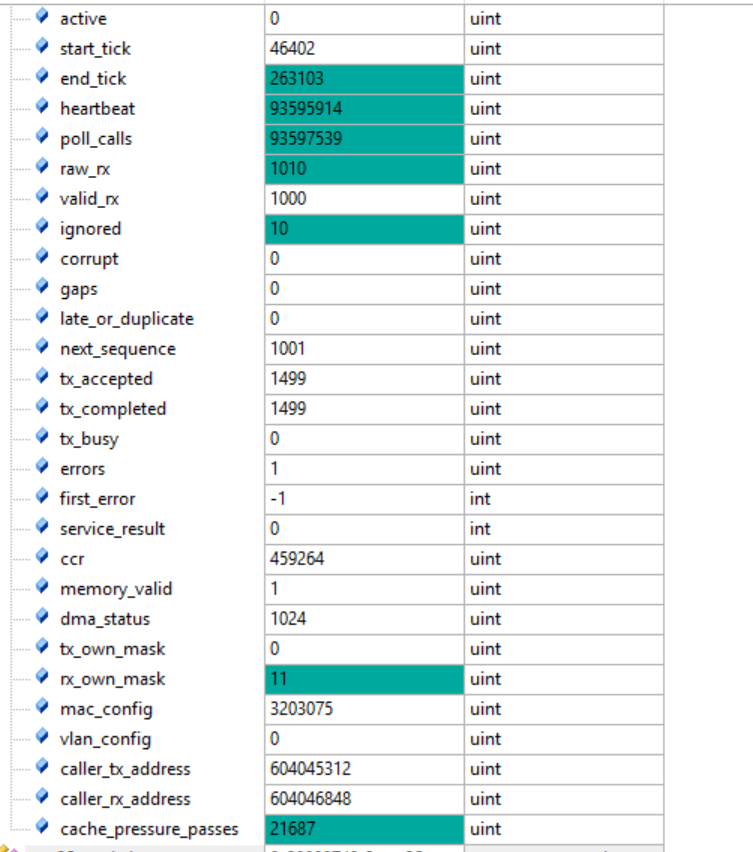 active 0 uint
start_tick 46402 uint
end_tick 263103 uint
heartbeat 93595914 uint
poll_calls 93597539 uint
raw_rx 1010 uint
valid_rx 1000 uint
ignored 10 uint
corrupt 0 uint
gaps 0 uint
late_or_duplicate 0 uint
next_sequence 1001 uint
tx_accepted 1499 uint
tx_completed 1499 uint
tx_busy 0 uint
errors 1 uint
first_error -1 int
service_result 0 int
ccr 459264 uint
memory_valid 1 uint
dma_status 1024 uint
tx_own_mask 0 uint
rx_own_mask 11 uint
mac_config 3203075 uint
vlan_config 0 uint
caller_tx_address 604045312 uint
caller_rx_address 604046848 uint
cache_pressure_passes 21687 uint